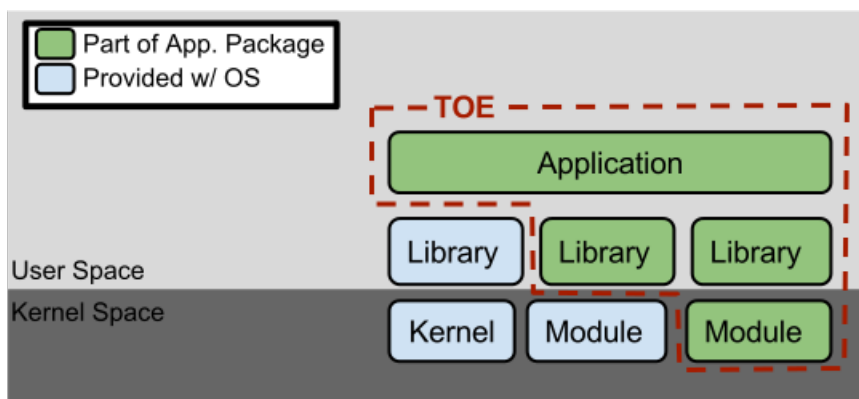 Part of App. Package
Provided w/ OS
TOE
Application
Library
Library
Library
User Space
Kernel Space
Kernel
Module
Module